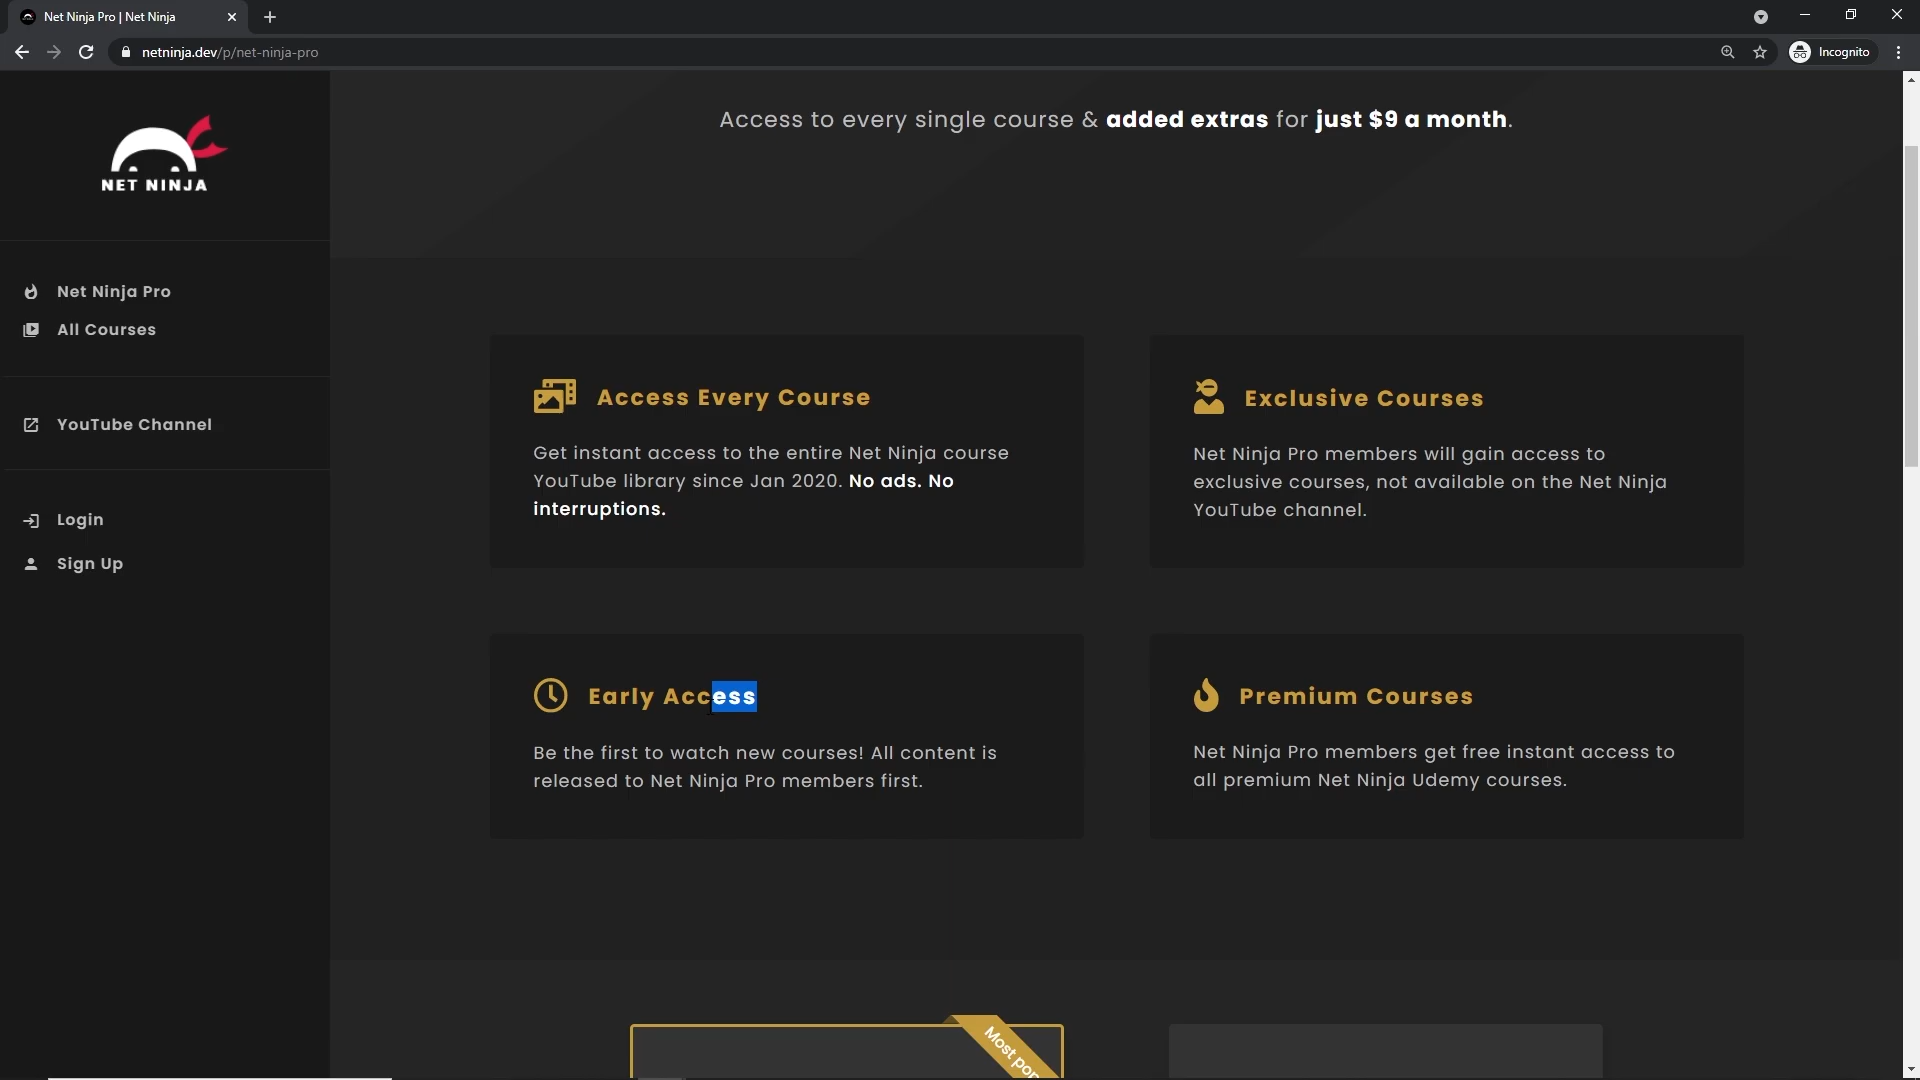 Net Ninja Pro | Net Ninja
netninja.dev/p/net-ninja-pro
Incognito
NET NINJA
Net Ninja Pro
All Courses
YouTube Channel
Login
Sign Up
Access to every single course & added extras for just $9 a month.
Access Every Course
Get instant access to the entire Net Ninja course
YouTube library since Jan 2020. No ads. No
interruptions.
Exclusive Courses
Net Ninja Pro members will gain access to
exclusive courses, not available on the Net Ninja
YouTube channel.
Early Access
Be the first to watch new courses! All content is
released to Net Ninja Pro members first.
Premium Courses
Net Ninja Pro members get free instant access to
all premium Net Ninja Udemy courses.
Most pop